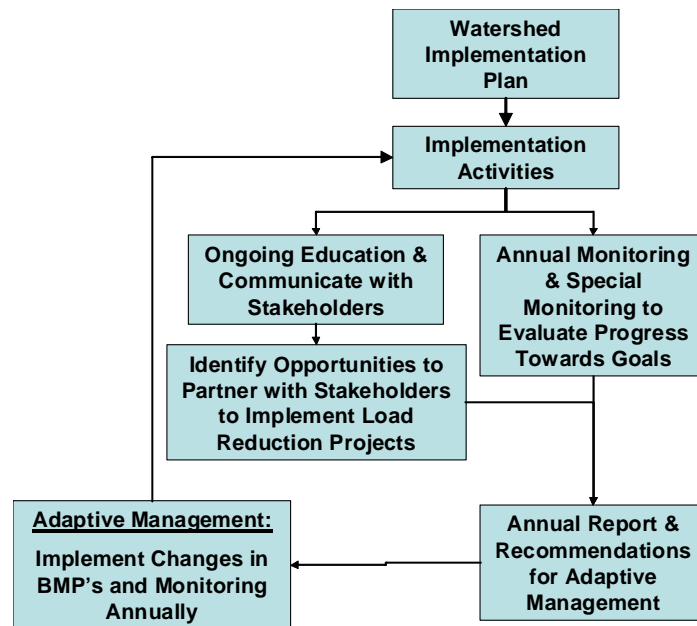 Watershed
Implementation
Plan
Implementation
Activities
Ongoing Education &
Communicate with
Stakeholders
Annual Monitoring
& Special
Monitoring to
Evaluate Progress
Towards Goals
Identify Opportunities to
Partner with Stakeholders
to Implement Load
Reduction Projects
Adaptive Management:
Implement Changes in
BMP's and Monitoring
Annually
Annual Report &
Recommendations
for Adaptive
Management